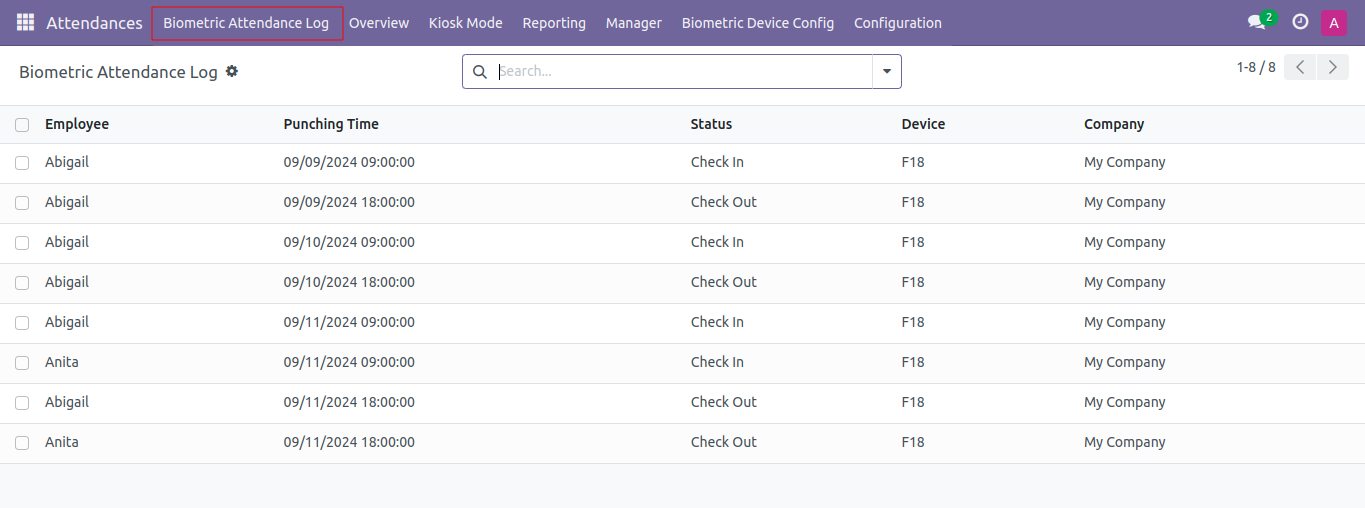 Attendances Biometric Attendance Log Overview Kiosk Mode Reporting Manager Biometric Device Config Configuration 2 A
Biometric Attendance Log Search... 1-8 / 8
Employee Punching Time Status Device Company
Abigail 09/09/2024 09:00:00 Check In F18 My Company
Abigail 09/09/2024 18:00:00 Check Out F18 My Company
Abigail 09/10/2024 09:00:00 Check In F18 My Company
Abigail 09/10/2024 18:00:00 Check Out F18 My Company
Abigail 09/11/2024 09:00:00 Check In F18 My Company
Anita 09/11/2024 09:00:00 Check In F18 My Company
Abigail 09/11/2024 18:00:00 Check Out F18 My Company
Anita 09/11/2024 18:00:00 Check Out F18 My Company